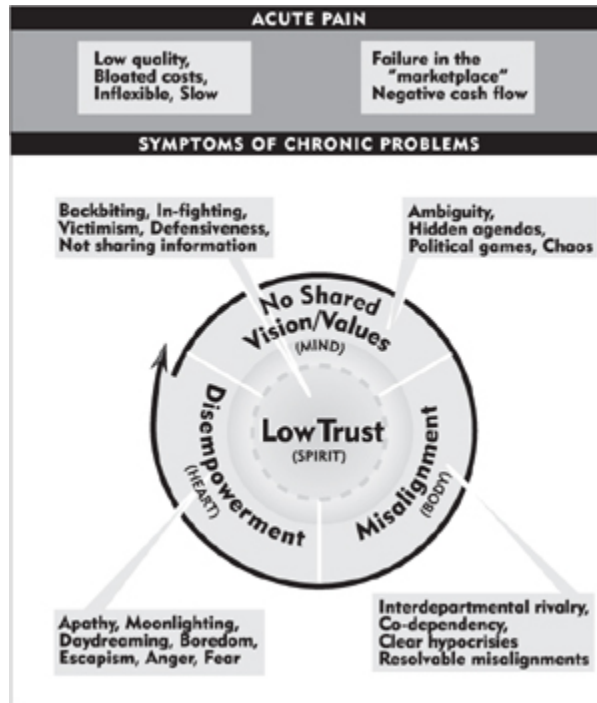 ACUTE PAIN
Low quality,
Bloated costs,
Inflexible, Slow
Failure in the
"marketplace"
Negative cash flow
SYMPTOMS OF CHRONIC PROBLEMS
Backbiting, In-fighting,
Victimism, Defensiveness,
Not sharing information
Ambiguity,
Hidden agendas,
Political games, Chaos
No Shared
Vision/Values
(MIND)
Low Trust
(SPIRIT)
Disempowerment
(HEART)
Misalignment
(BODY)
Apathy, Moonlighting,
Daydreaming, Boredom,
Escapism, Anger, Fear
Interdepartmental rivalry,
Co-dependency,
Clear hypocrisies
Resolvable misalignments